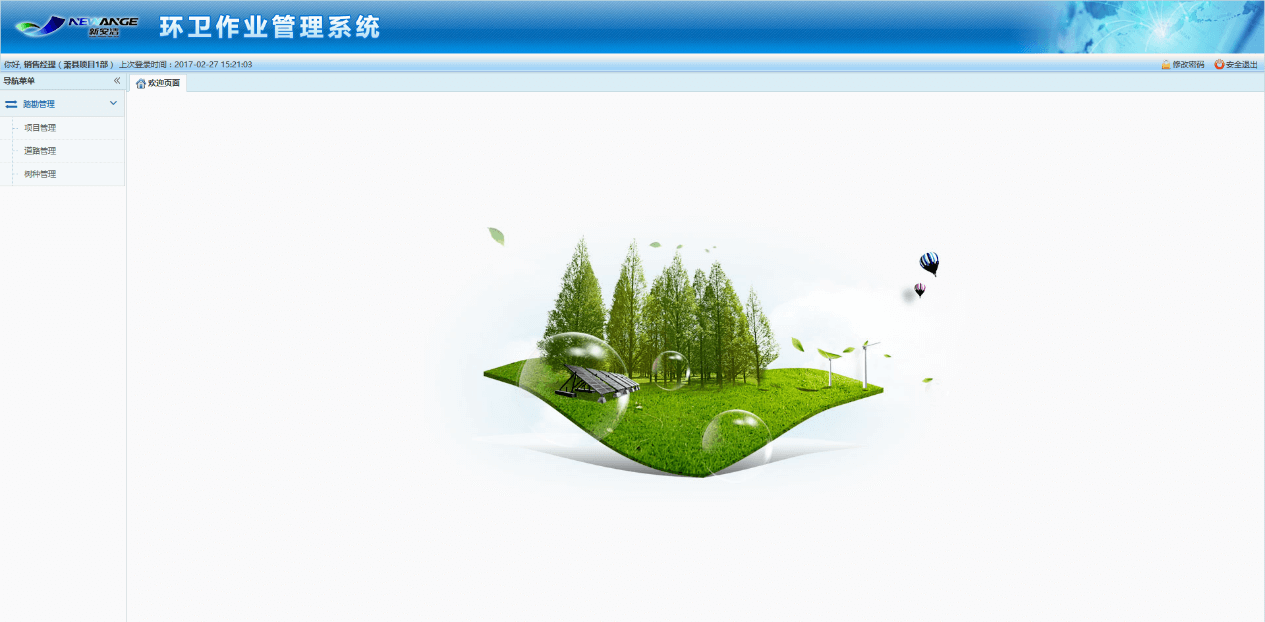 NEWANGE
新安洁
环卫作业管理系统
你好, 销售经理 ( 萧县项目1部 ) 上次登录时间 : 2017-02-27 15:21:03
修改密码 安全退出
导航菜单
欢迎页面
路勘管理
项目管理
道路管理
树种管理